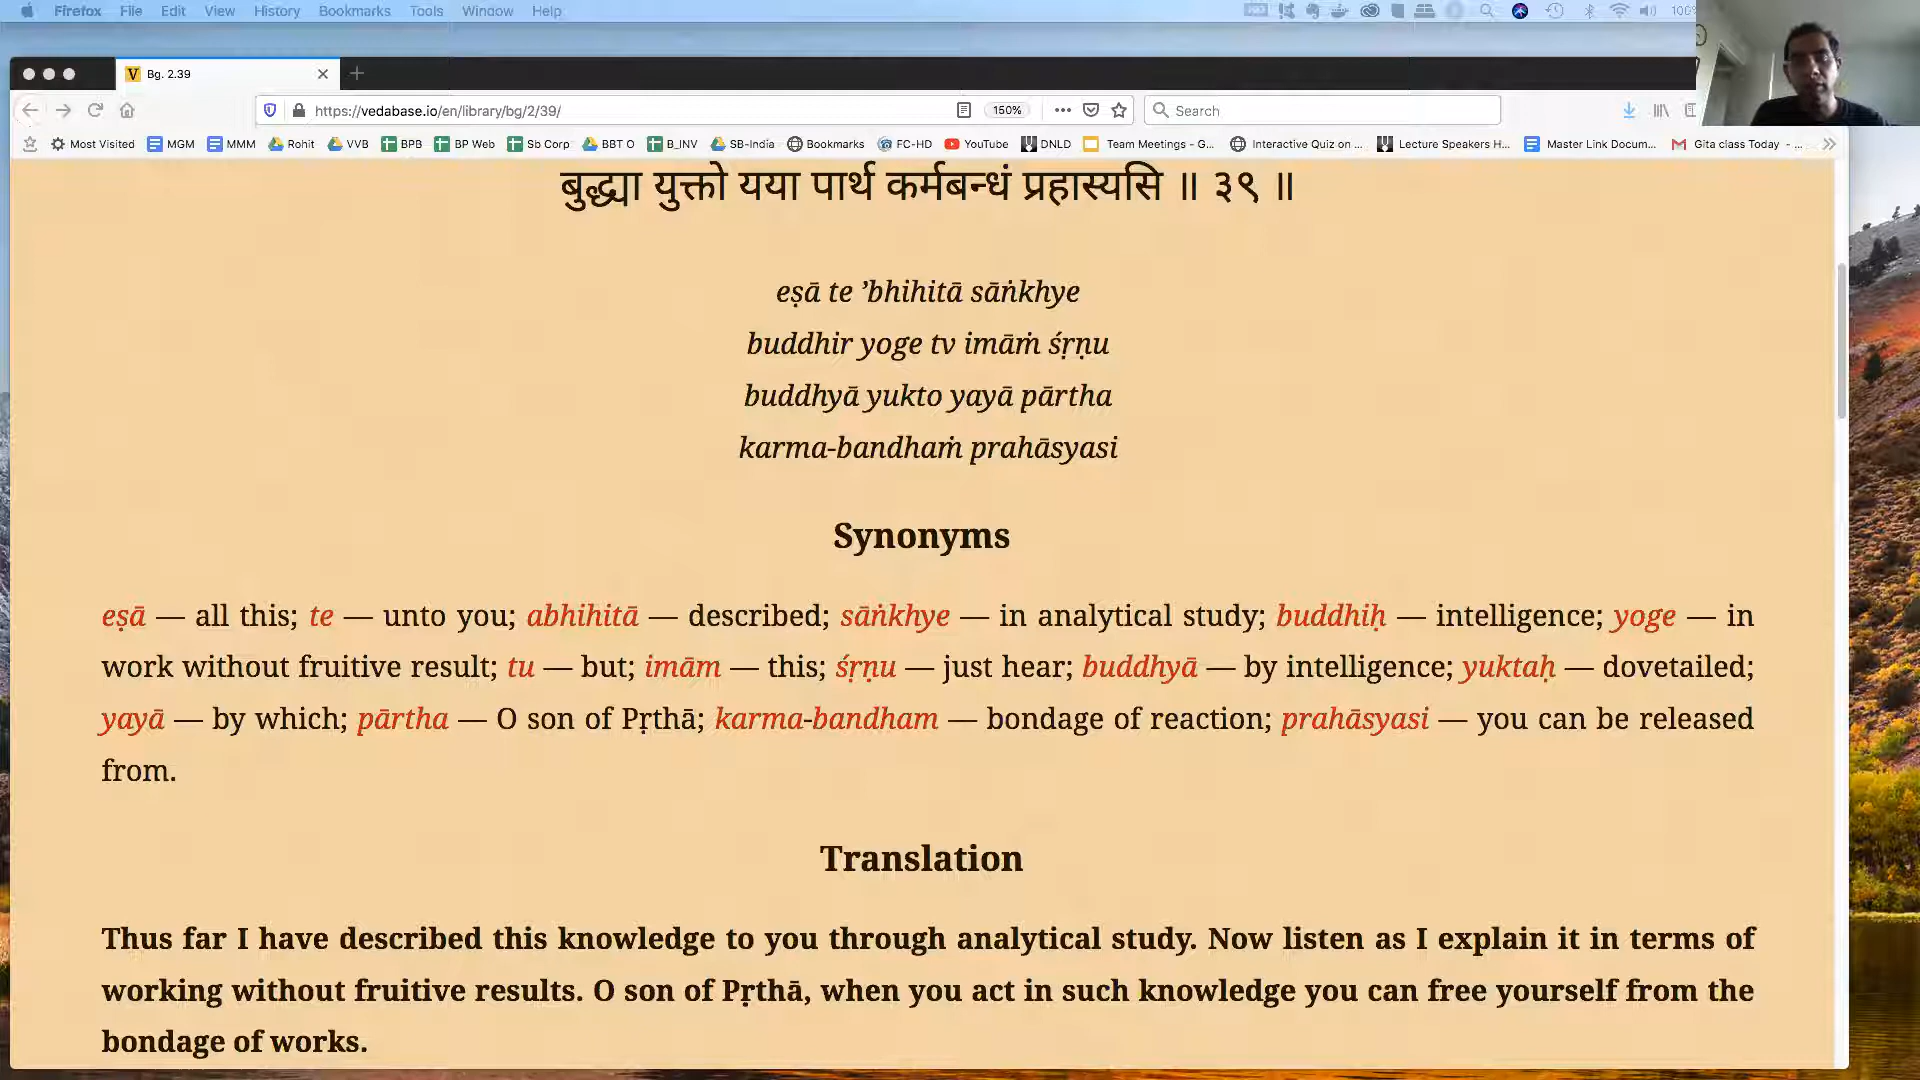 Firefox File Edit View History Bookmarks Tools Window Help 100%
Bg. 2.39
https://vedabase.io/en/library/bg/2/39/ 150% Search
Most Visited MGM MMM Rohit VVB BPB BP Web Sb Corp BBT O B_INV SB-India Bookmarks FC-HD YouTube DNLD Team Meetings - G... Interactive Quiz on ... Lecture Speakers H... Master Link Docum... Gita class Today - ...
बुद्ध्या युक्तो यया पार्थ कर्मबन्धं प्रहास्यसि ॥ ३९ ॥
eṣā te ’bhihitā sāṅkhye
buddhir yoge tv imāṁ śṛṇu
buddhyā yukto yayā pārtha
karma-bandhaṁ prahāsyasi
Synonyms
eṣā — all this; te — unto you; abhihitā — described; sāṅkhye — in analytical study; buddhiḥ — intelligence; yoge — in
work without fruitive result; tu — but; imām — this; śṛṇu — just hear; buddhyā — by intelligence; yuktaḥ — dovetailed;
yayā — by which; pārtha — O son of Pṛthā; karma-bandham — bondage of reaction; prahāsyasi — you can be released
from.
Translation
Thus far I have described this knowledge to you through analytical study. Now listen as I explain it in terms of
working without fruitive results. O son of Pṛthā, when you act in such knowledge you can free yourself from the
bondage of works.